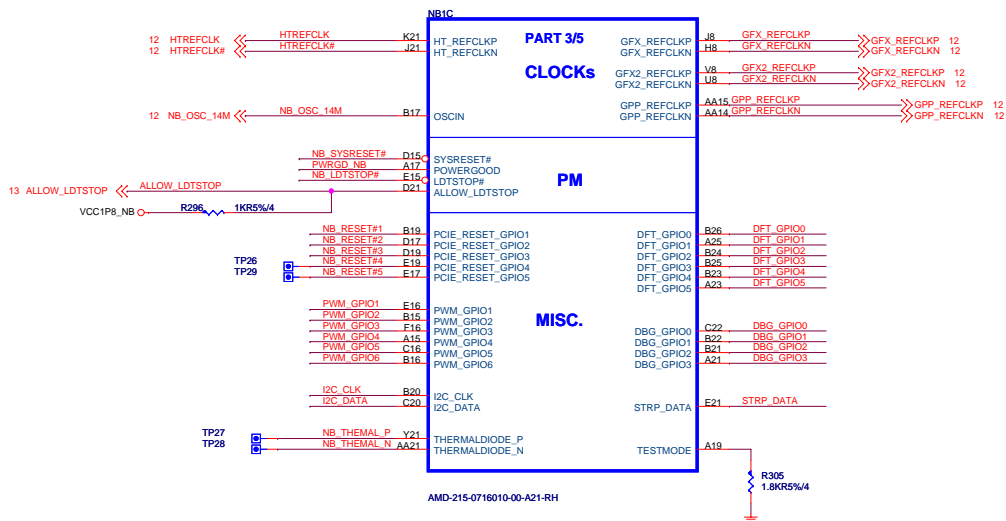 NB1C
12 HTREFCLK HTREFCLK K21 HT_REFCLKP PART 3/5 GFX_REFCLKP J8 GFX_REFCLKP GFX_REFCLKP 12
12 HTREFCLK# HTREFCLK# J21 HT_REFCLKN GFX_REFCLKN H8 GFX_REFCLKN GFX_REFCLKN 12
CLOCKs GFX2_REFCLKP V8 GFX2_REFCLKP GFX2_REFCLKP 12
GFX2_REFCLKN U8 GFX2_REFCLKN GFX2_REFCLKN 12
GPP_REFCLKP AA15 GPP_REFCLKP GPP_REFCLKP 12
12 NB_OSC_14M NB_OSC_14M B17 OSCIN GPP_REFCLKN AA14 GPP_REFCLKN GPP_REFCLKN 12
NB_SYSRESET# D15 SYSRESET#
PWRGD_NB A17 POWERGOOD
NB_LDTSTOP# E15 LDTSTOP# PM
13 ALLOW_LDTSTOP ALLOW_LDTSTOP D21 ALLOW_LDTSTOP
VCC1P8_NB R296 1KR5%/4
NB_RESET#1 B19 PCIE_RESET_GPIO1 DFT_GPIO0 B26 DFT_GPIO0
NB_RESET#2 D17 PCIE_RESET_GPIO2 DFT_GPIO1 A25 DFT_GPIO1
NB_RESET#3 D19 PCIE_RESET_GPIO3 DFT_GPIO2 B24 DFT_GPIO2
TP26 NB_RESET#4 E19 PCIE_RESET_GPIO4 DFT_GPIO3 B25 DFT_GPIO3
TP29 NB_RESET#5 E17 PCIE_RESET_GPIO5 DFT_GPIO4 B23 DFT_GPIO4
DFT_GPIO5 A23 DFT_GPIO5
PWM_GPIO1 E16 PWM_GPIO1
PWM_GPIO2 B15 PWM_GPIO2 MISC.
PWM_GPIO3 F16 PWM_GPIO3 DBG_GPIO0 C22 DBG_GPIO0
PWM_GPIO4 A15 PWM_GPIO4 DBG_GPIO1 B22 DBG_GPIO1
PWM_GPIO5 C16 PWM_GPIO5 DBG_GPIO2 B21 DBG_GPIO2
PWM_GPIO6 B16 PWM_GPIO6 DBG_GPIO3 A21 DBG_GPIO3
I2C_CLK B20 I2C_CLK
I2C_DATA C20 I2C_DATA STRP_DATA E21 STRP_DATA
TP27 NB_THEMAL_P Y21 THERMALDIODE_P
TP28 NB_THEMAL_N AA21 THERMALDIODE_N TESTMODE A19
R305
1.8KR5%/4
AMD-215-0716010-00-A21-RH